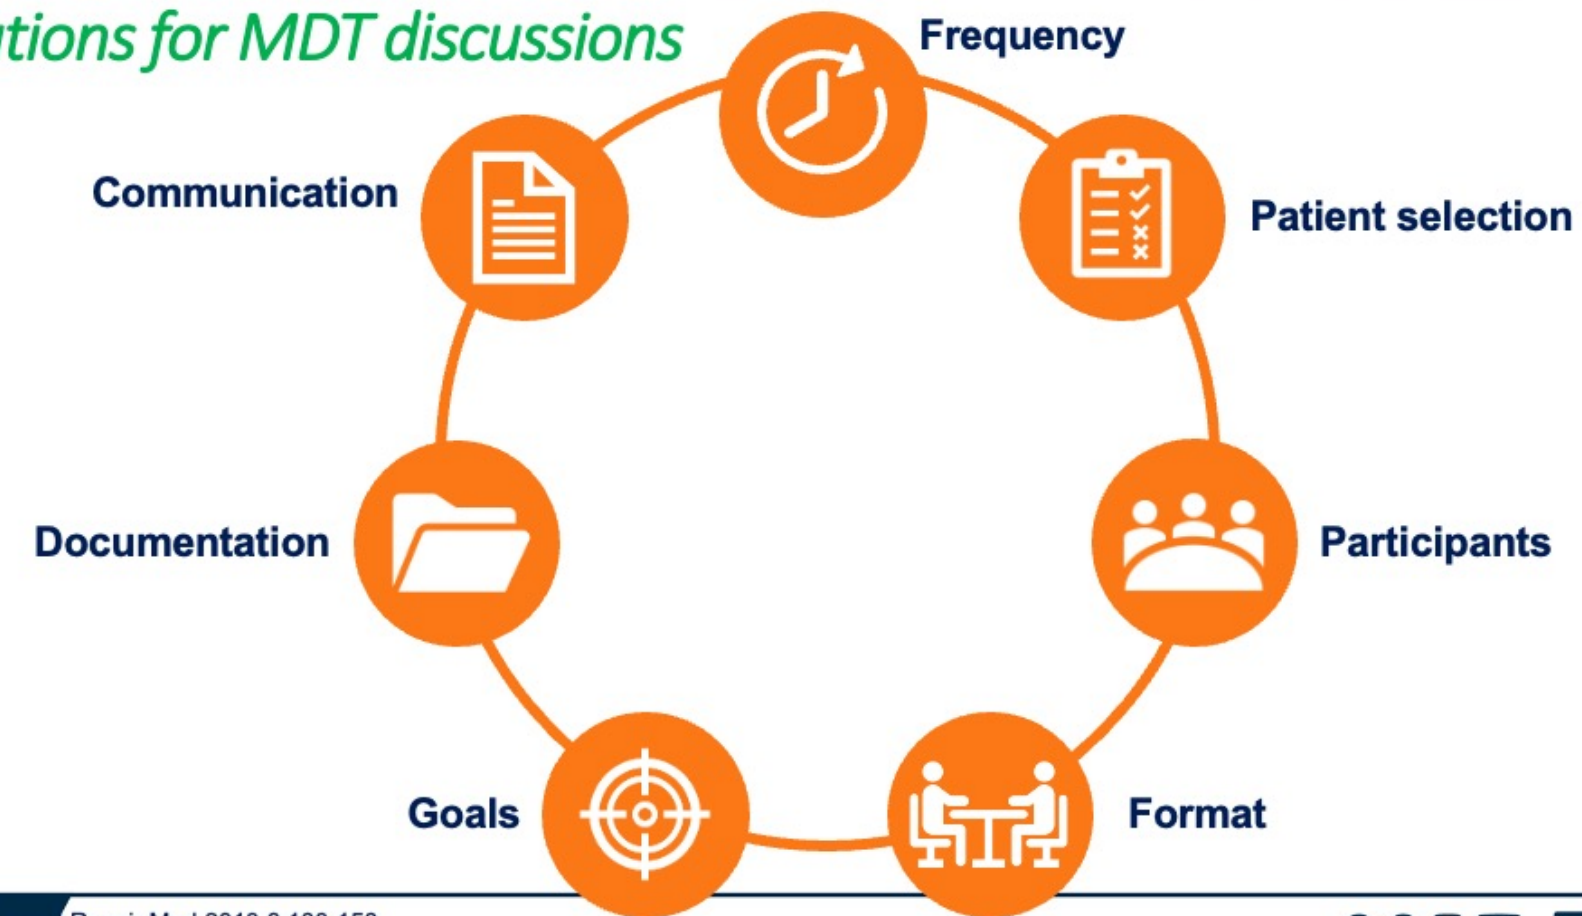 tions for MDT discussions
Frequency
Communication
Patient selection
Documentation
Participants
Goals
Format